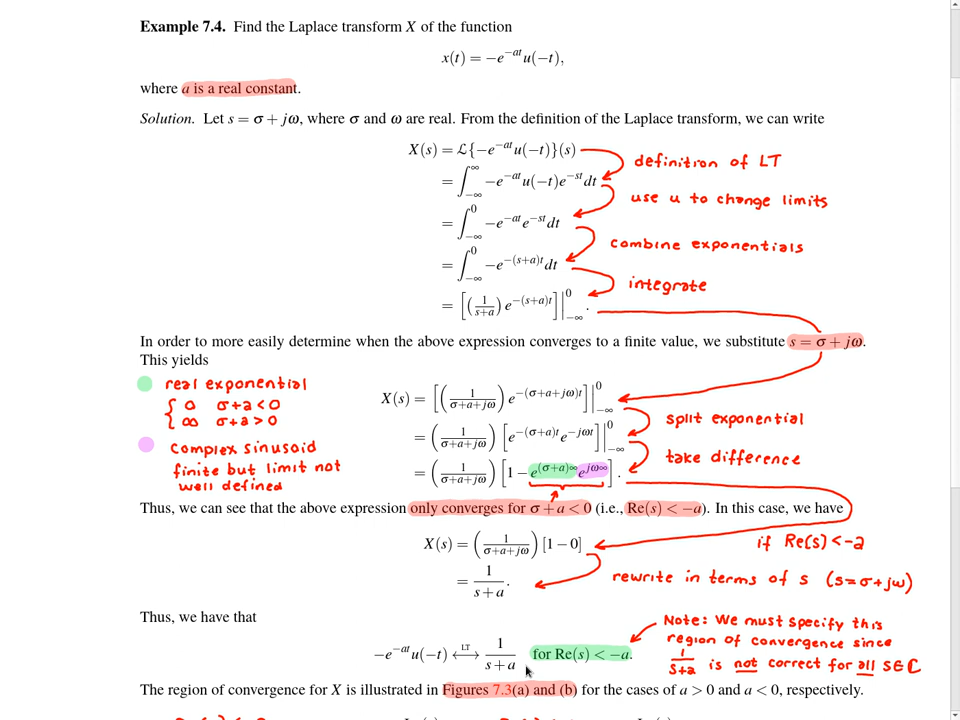 Example 7.4. Find the Laplace transform X of the function
x(t) = −e^{−at}u(−t),
where a is a real constant.
Solution. Let s = σ + jω, where σ and ω are real. From the definition of the Laplace transform, we can write
X(s) = ℒ{−e^{−at}u(−t)}(s)
definition of LT
= ∫_{−∞}^{∞} −e^{−at}u(−t)e^{−st}dt
use u to change limits
= ∫_{−∞}^{0} −e^{−at}e^{−st}dt
combine exponentials
= ∫_{−∞}^{0} −e^{−(s+a)t}dt
integrate
= [(1/(s+a)) e^{−(s+a)t}]|_{−∞}^{0}.
In order to more easily determine when the above expression converges to a finite value, we substitute s = σ + jω.
This yields
real exponential
{ 0 σ+a<0
∞ σ+a>0
complex sinusoid
finite but limit not
well defined
X(s) = [(1/(σ+a+jω)) e^{−(σ+a+jω)t}]|_{−∞}^{0}
split exponential
= (1/(σ+a+jω)) [e^{−(σ+a)t}e^{−jωt}]|_{−∞}^{0}
take difference
= (1/(σ+a+jω)) [1 − e^{(σ+a)∞}e^{jω∞}].
Thus, we can see that the above expression only converges for σ + a < 0 (i.e., Re(s) < −a). In this case, we have
X(s) = (1/(σ+a+jω)) [1 − 0]
if Re(s)<-a
= 1/(s+a).
rewrite in terms of s (s=σ+jω)
Thus, we have that
−e^{−at}u(−t) ⟷^{LT} 1/(s+a) for Re(s) < −a.
Note: We must specify this
region of convergence since
1/(s+a) is not correct for all s∈ℂ
The region of convergence for X is illustrated in Figures 7.3(a) and (b) for the cases of a > 0 and a < 0, respectively.